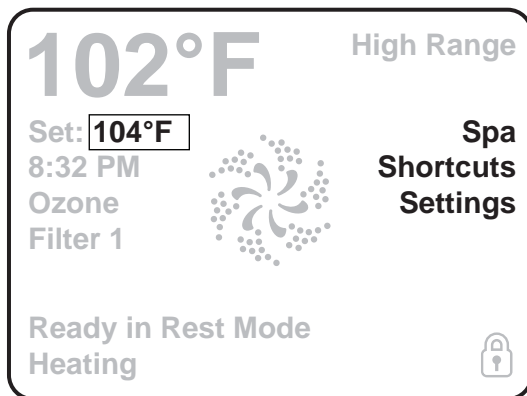 102°F
High Range
Set: 104°F
8:32 PM
Ozone
Filter 1
Spa
Shortcuts
Settings
Ready in Rest Mode
Heating